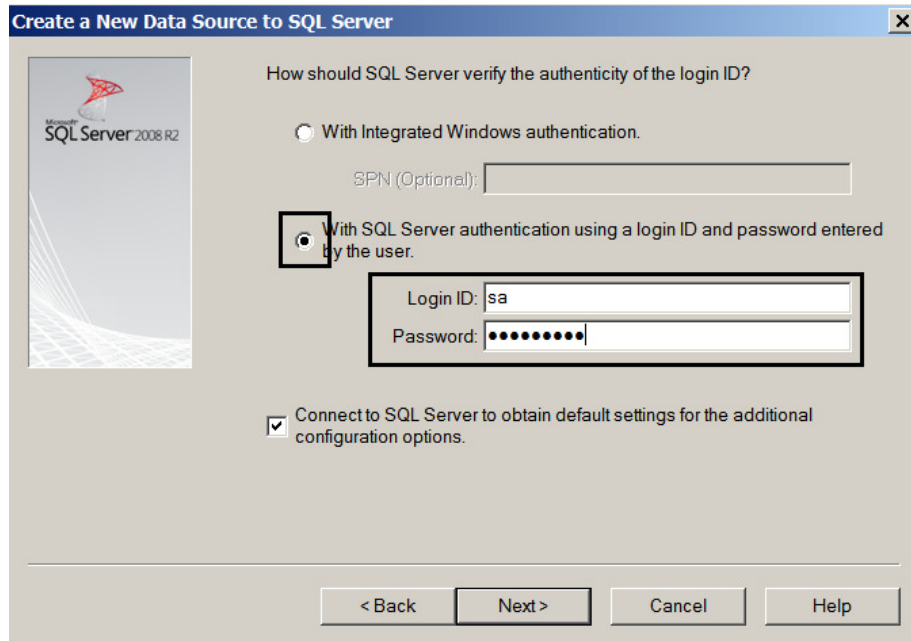 Create a New Data Source to SQL Server
Microsoft
SQL Server 2008 R2
How should SQL Server verify the authenticity of the login ID?
With Integrated Windows authentication.
SPN (Optional):
With SQL Server authentication using a login ID and password entered
by the user.
Login ID: sa
Password: ●●●●●●●●●
Connect to SQL Server to obtain default settings for the additional
configuration options.
< Back Next > Cancel Help